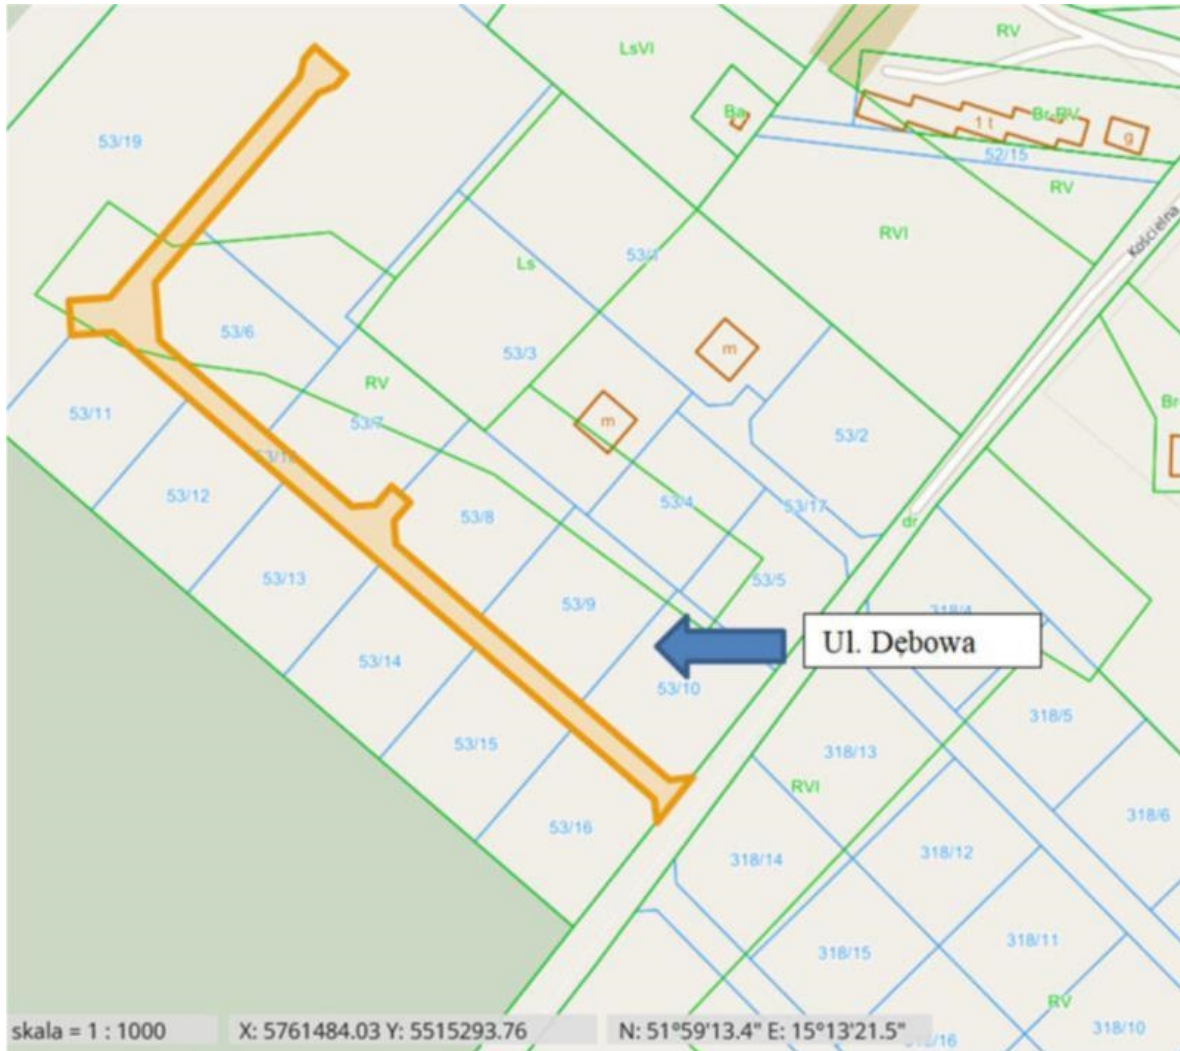 RV
LsVI
Ba
Br-RV
1 t
g
53/19
52/15
RV
RVI
Kościelna
53/1
Ls
53/6
53/3
m
RV
Br
53/11
53/7
m
53/2
53/12
53/8
53/4
53/17
dr
53/13
53/5
53/9
318/4
Ul. Dębowa
53/14
53/10
318/5
53/15
318/13
RVI
318/6
53/16
318/14
318/12
318/15
318/11
RV
318/10
skala = 1 : 1000
X: 5761484.03 Y: 5515293.76
N: 51°59'13.4" E: 15°13'21.5"